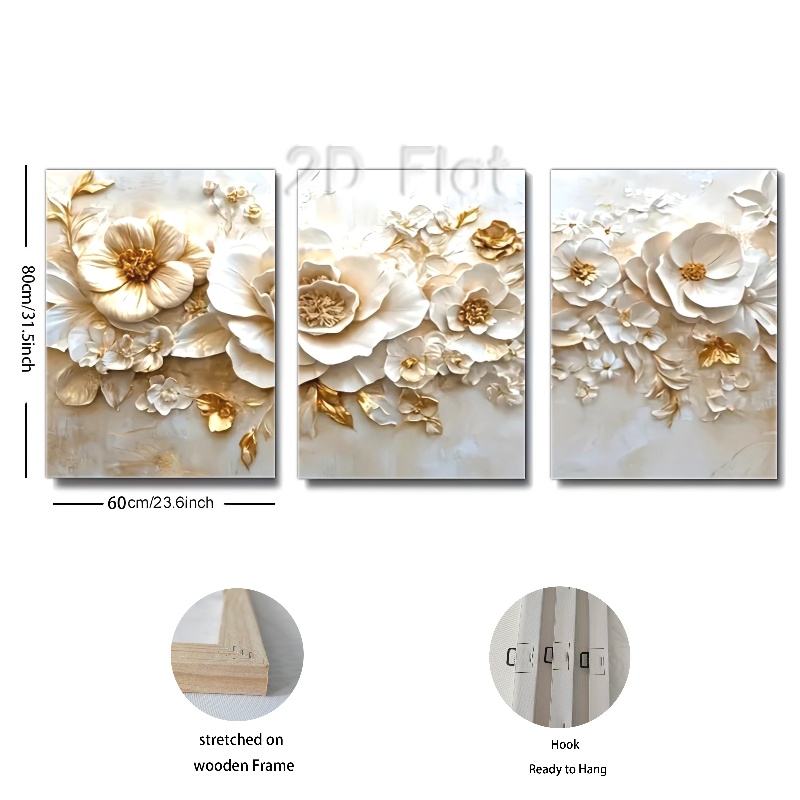 2D Flat
80cm/31.5inch
60cm/23.6inch
stretched on
wooden Frame
Hook
Ready to Hang